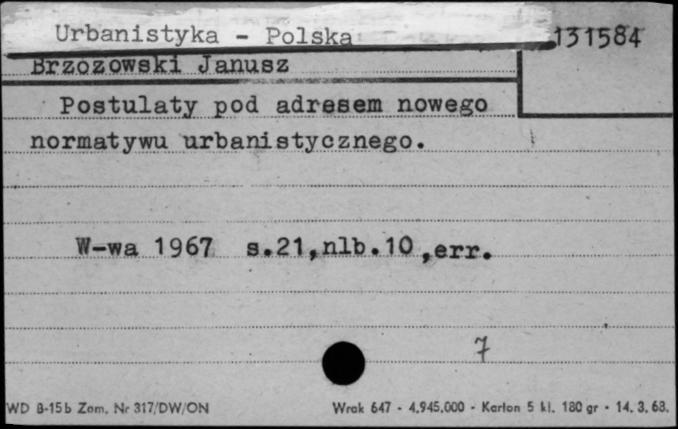 Urbanistyka - Polska
131584
Brzozowski Janusz
Postulaty pod adresem nowego
normatywu urbanistycznego.
W-wa 1967 s.21,nlb.10,err.
7
WD B-15b Zam. Nr 317/DW/ON
Wrak 647 - 4.945.000 - Karton 5 kl. 180 gr - 14. 3. 63.